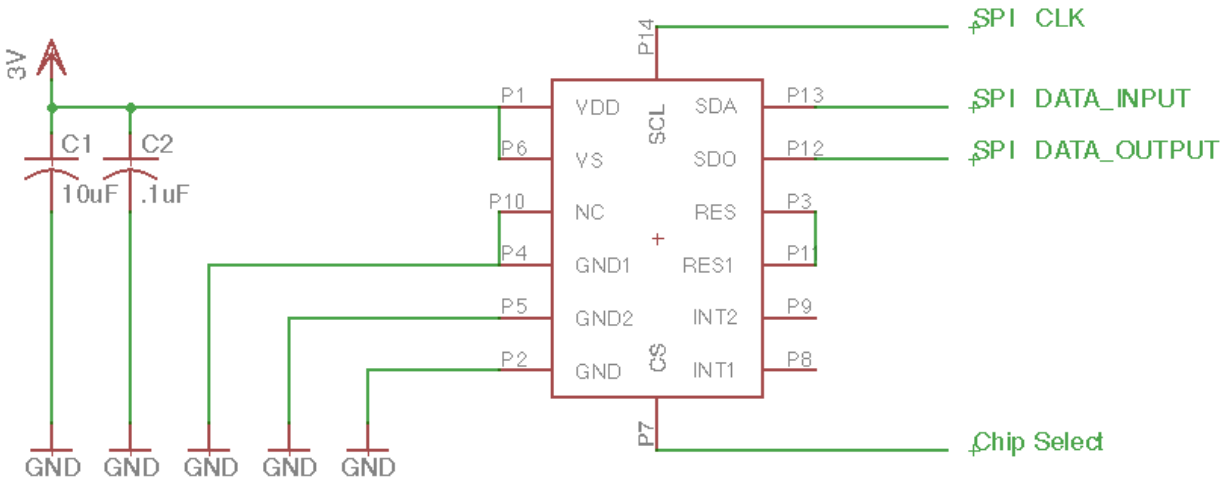 P14 SPI CLK
3V
P1 VDD SCL SDA P13 SPI DATA_INPUT
C1 C2 P6 VS SDO P12 SPI DATA_OUTPUT
10uF .1uF P10 NC RES P3
P4 GND1 RES1 P11
P5 GND2 INT2 P9
P2 GND CS INT1 P8
P7 Chip Select
GND GND GND GND GND